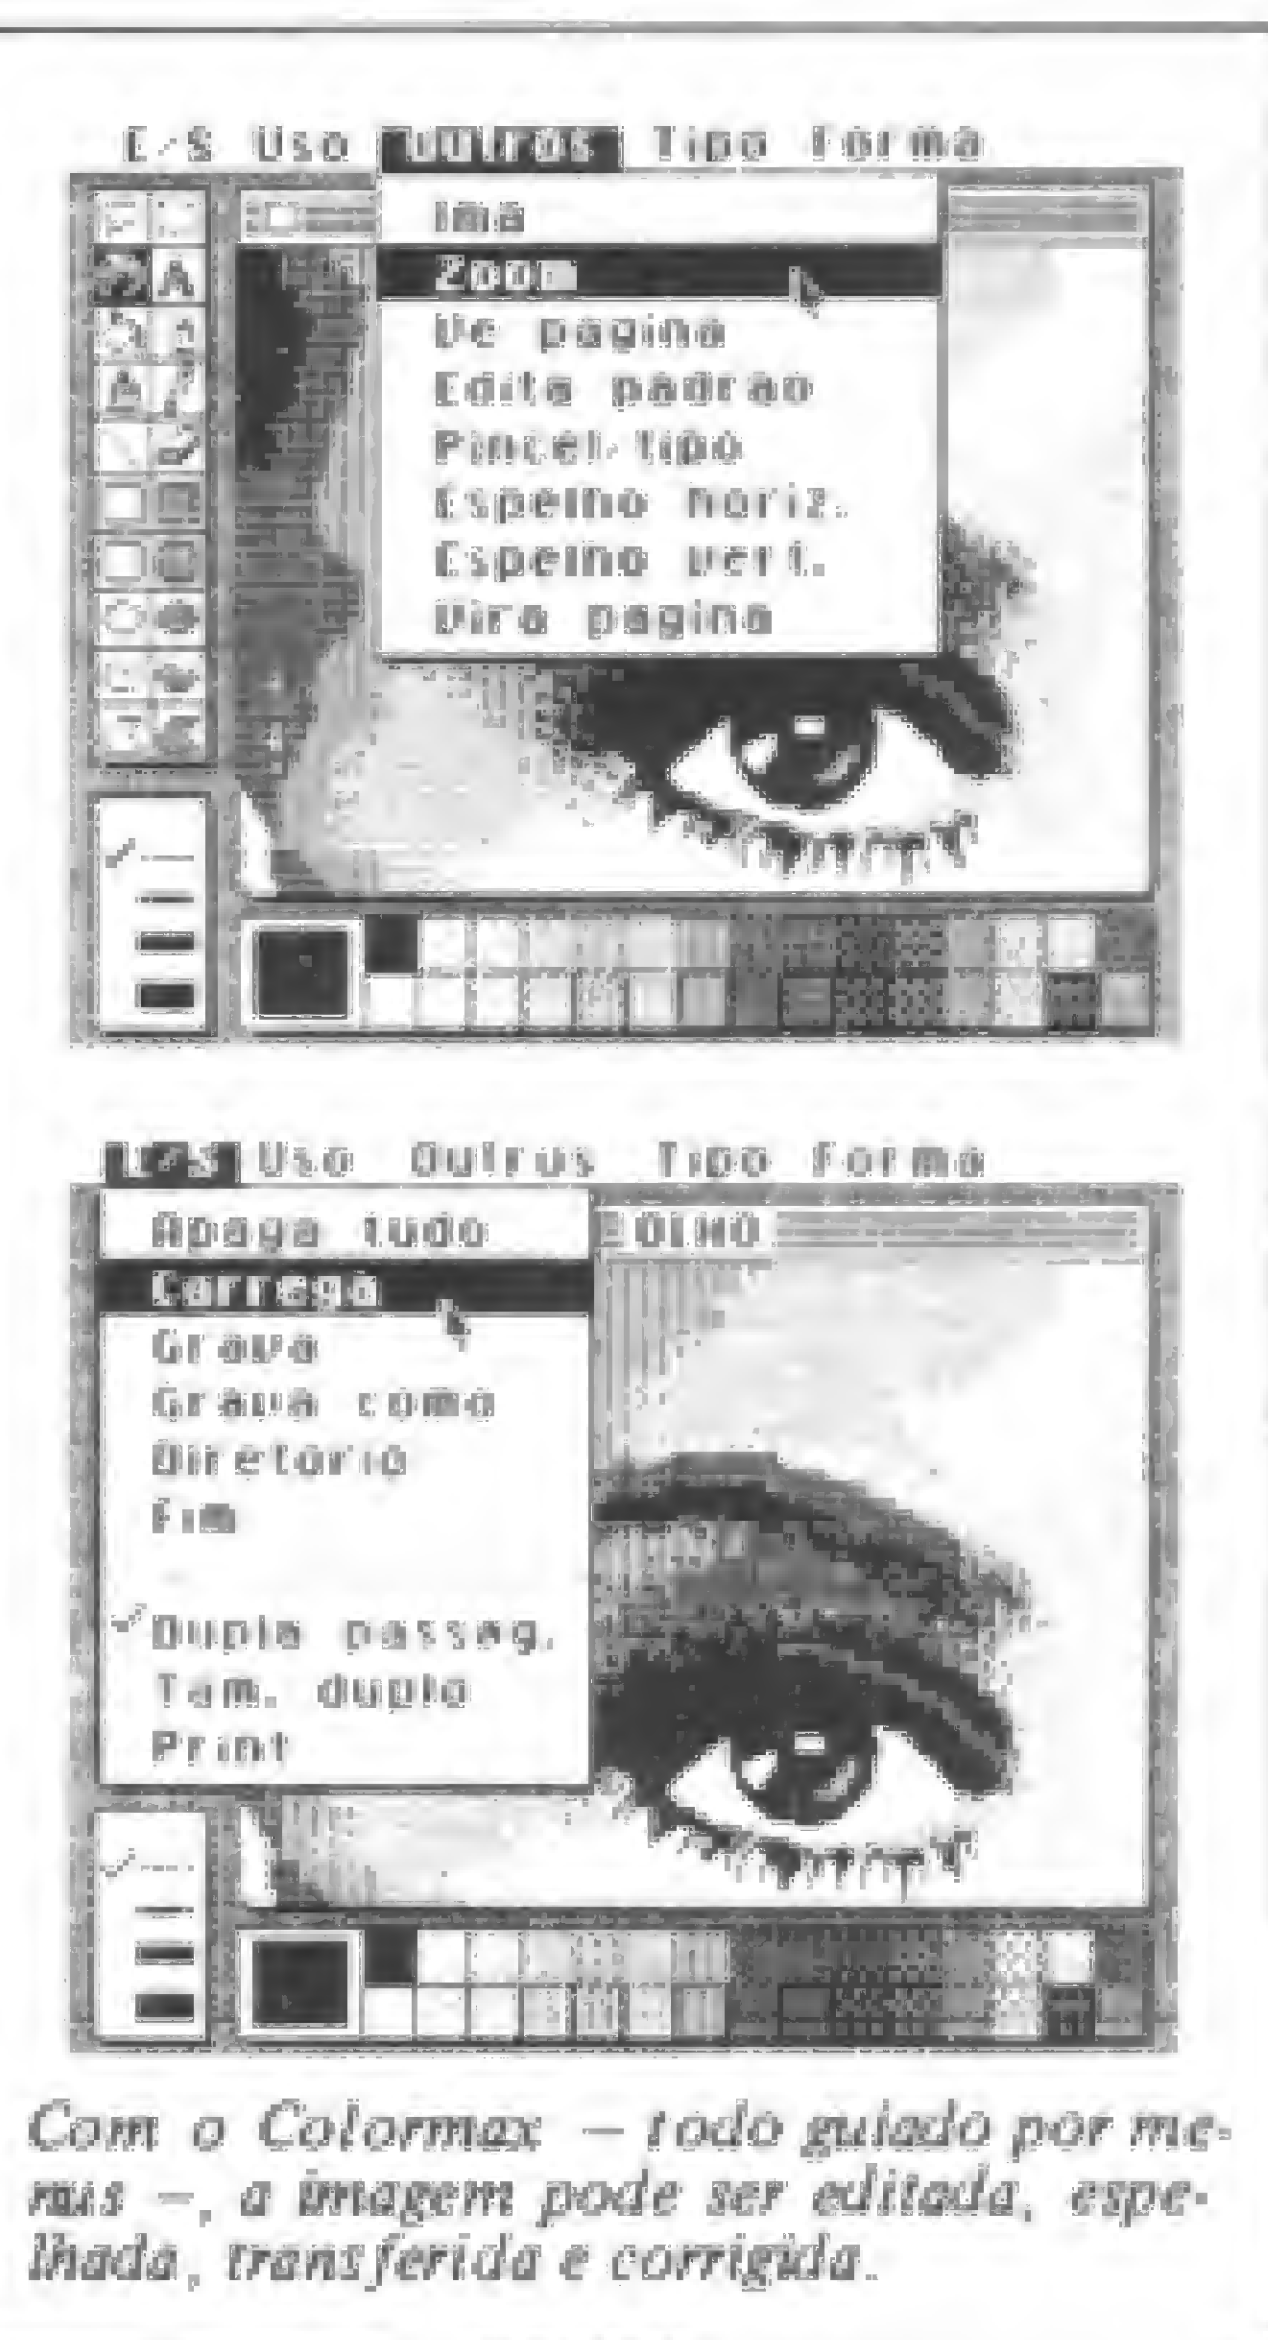 E/S Uso Outros Tipo Forma
Ima
Zoom
Ve pagina
Edita padrao
Pincel-tipo
Espelho horiz.
Espelho vert.
Vira pagina
A
E/S Uso Outros Tipo Forma
Apaga tudo
OLHO
Carrega
Grava
Grava como
Diretorio
Fim
Dupla passag.
Tam. duplo
Print
Com o Colormax — todo guiado por me-
nus —, a imagem pode ser editada, espe-
lhada, transferida e corrigida.